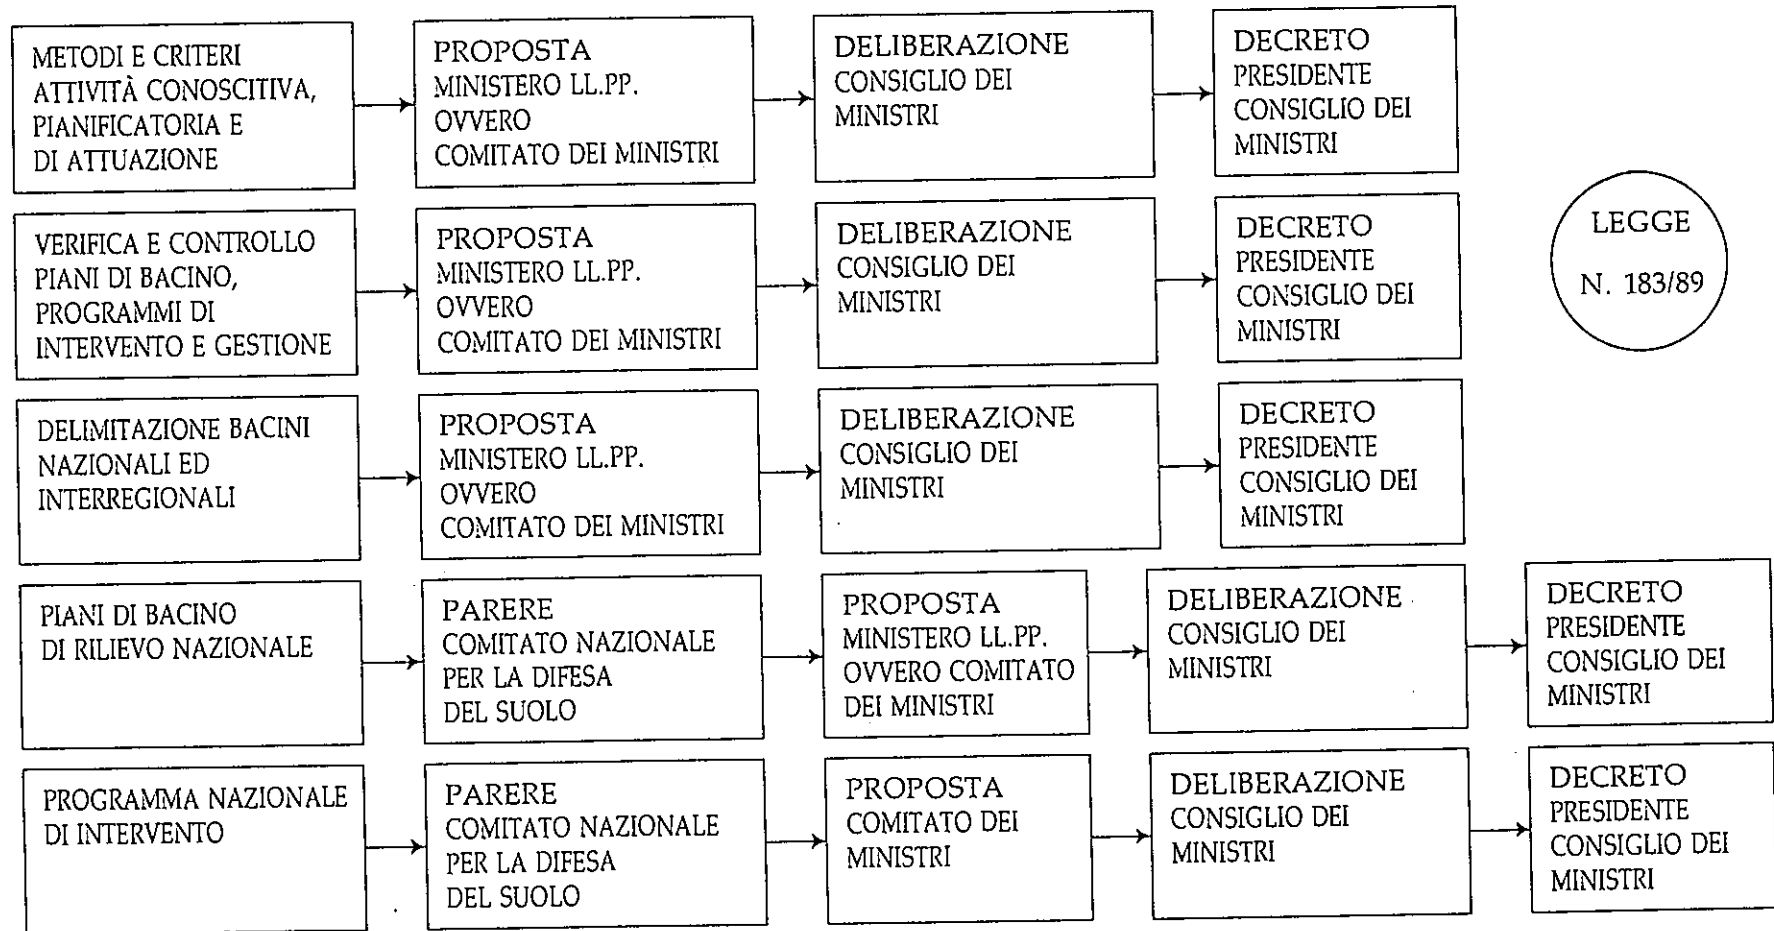 METODI E CRITERI
ATTIVITÀ CONOSCITIVA,
PIANIFICATORIA E
DI ATTUAZIONE
PROPOSTA
MINISTERO LL.PP.
OVVERO
COMITATO DEI MINISTRI
DELIBERAZIONE
CONSIGLIO DEI
MINISTRI
DECRETO
PRESIDENTE
CONSIGLIO DEI
MINISTRI
VERIFICA E CONTROLLO
PIANI DI BACINO,
PROGRAMMI DI
INTERVENTO E GESTIONE
PROPOSTA
MINISTERO LL.PP.
OVVERO
COMITATO DEI MINISTRI
DELIBERAZIONE
CONSIGLIO DEI
MINISTRI
DECRETO
PRESIDENTE
CONSIGLIO DEI
MINISTRI
LEGGE
N. 183/89
DELIMITAZIONE BACINI
NAZIONALI ED
INTERREGIONALI
PROPOSTA
MINISTERO LL.PP.
OVVERO
COMITATO DEI MINISTRI
DELIBERAZIONE
CONSIGLIO DEI
MINISTRI
DECRETO
PRESIDENTE
CONSIGLIO DEI
MINISTRI
PIANI DI BACINO
DI RILIEVO NAZIONALE
PARERE
COMITATO NAZIONALE
PER LA DIFESA
DEL SUOLO
PROPOSTA
MINISTERO LL.PP.
OVVERO COMITATO
DEI MINISTRI
DELIBERAZIONE
CONSIGLIO DEI
MINISTRI
DECRETO
PRESIDENTE
CONSIGLIO DEI
MINISTRI
PROGRAMMA NAZIONALE
DI INTERVENTO
PARERE
COMITATO NAZIONALE
PER LA DIFESA
DEL SUOLO
PROPOSTA
COMITATO DEI
MINISTRI
DELIBERAZIONE
CONSIGLIO DEI
MINISTRI
DECRETO
PRESIDENTE
CONSIGLIO DEI
MINISTRI